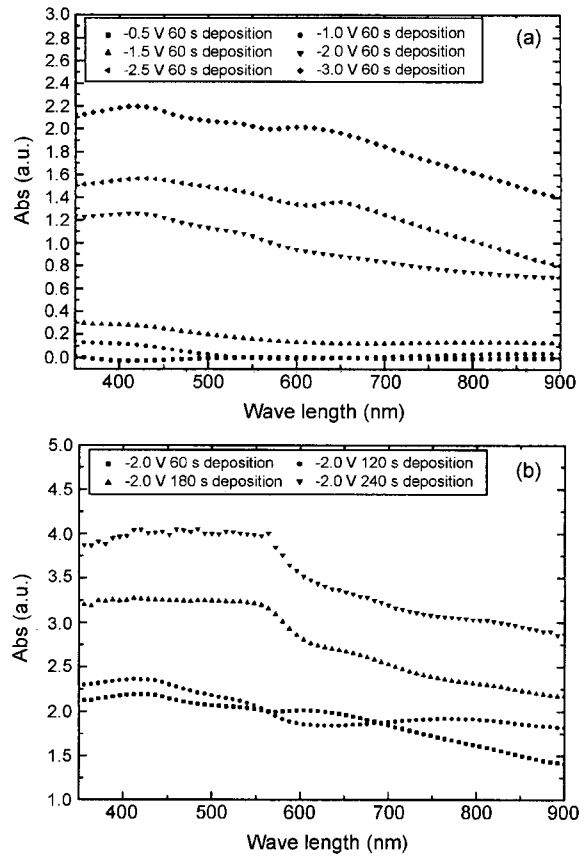 3.0
2.8
2.6
2.4
2.2
2.0
1.8
1.6
1.4
1.2
1.0
0.8
0.6
0.4
0.2
0.0
-0.5 V 60 s deposition -1.0 V 60 s deposition
-1.5 V 60 s deposition -2.0 V 60 s deposition
-2.5 V 60 s deposition -3.0 V 60 s deposition
(a)
Abs (a.u.)
400 500 600 700 800 900
Wave length (nm)
5.0
4.5
4.0
3.5
3.0
2.5
2.0
1.5
1.0
-2.0 V 60 s deposition -2.0 V 120 s deposition
-2.0 V 180 s deposition -2.0 V 240 s deposition
(b)
Abs (a.u.)
400 500 600 700 800 900
Wave length (nm)